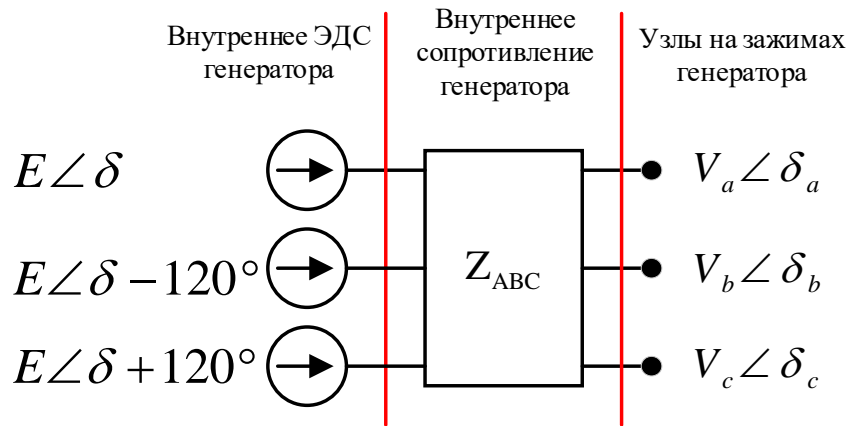 Внутреннее ЭДС
генератора
Внутреннее
сопротивление
генератора
Узлы на зажимах
генератора
E∠δ
E∠δ−120°
E∠δ+120°
Z_ABC
V_a∠δ_a
V_b∠δ_b
V_c∠δ_c